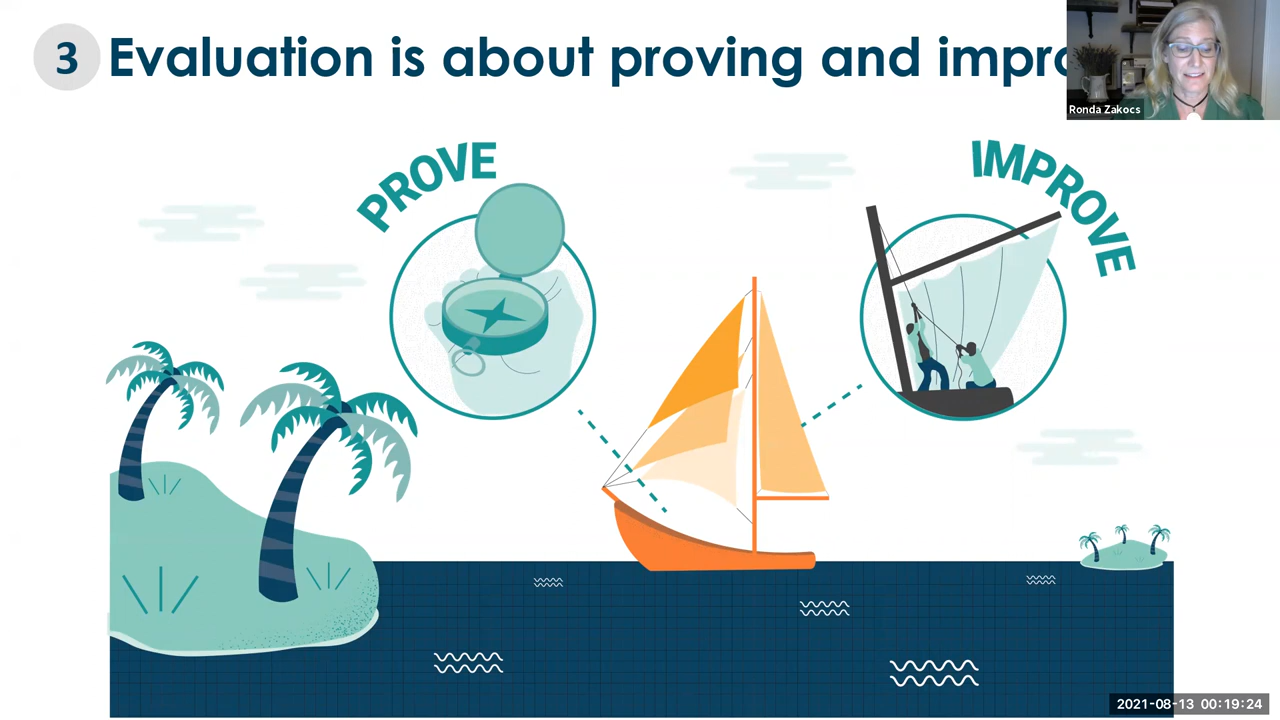 3 Evaluation is about proving and impro
Ronda Zakocs
PROVE
IMPROVE
2021-08-13 00:19:24